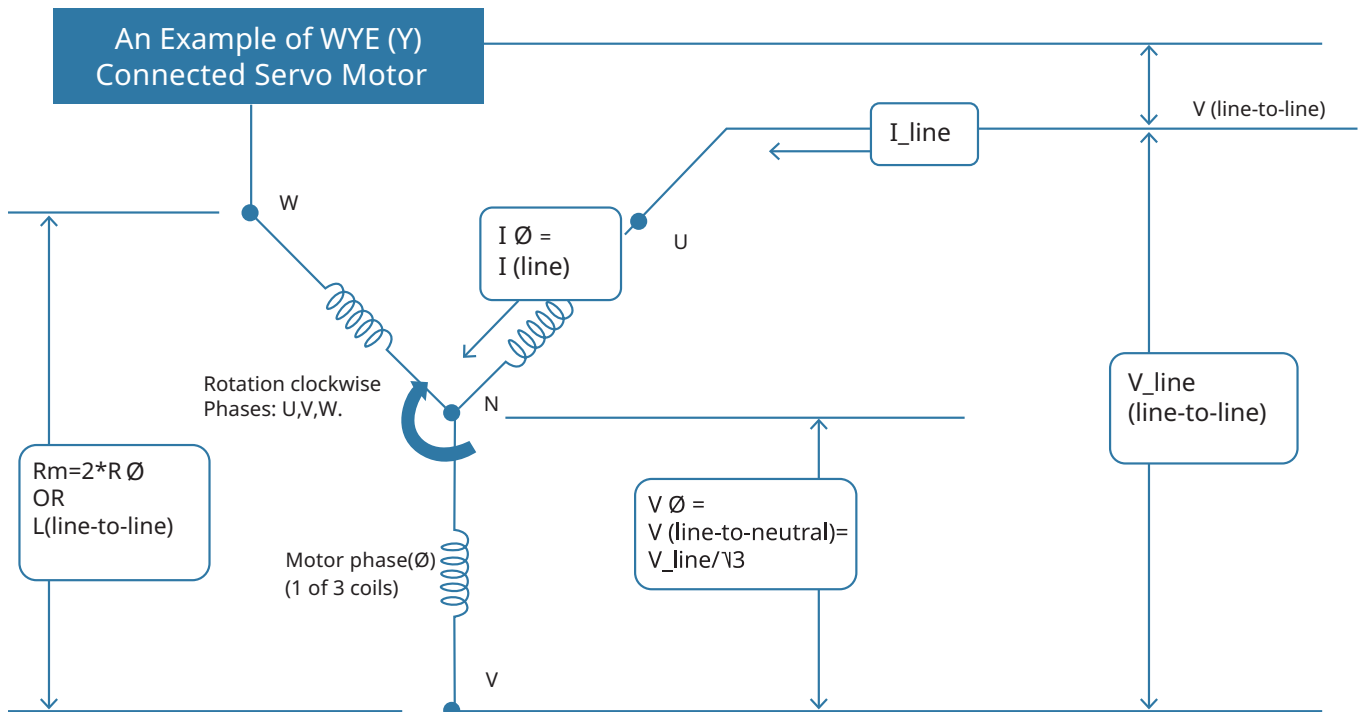 An Example of WYE (Y)
Connected Servo Motor
V (line-to-line)
I_line
W
I Ø =
I (line)
U
Rotation clockwise
Phases: U,V,W.
N
V_line
(line-to-line)
Rm=2*R Ø
OR
L(line-to-line)
V Ø =
V (line-to-neutral)=
V_line/√3
Motor phase(Ø)
(1 of 3 coils)
V